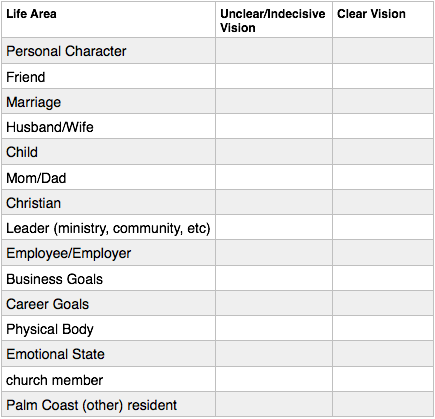 Life Area Unclear/Indecisive Vision Clear Vision
Personal Character
Friend
Marriage
Husband/Wife
Child
Mom/Dad
Christian
Leader (ministry, community, etc)
Employee/Employer
Business Goals
Career Goals
Physical Body
Emotional State
church member
Palm Coast (other) resident